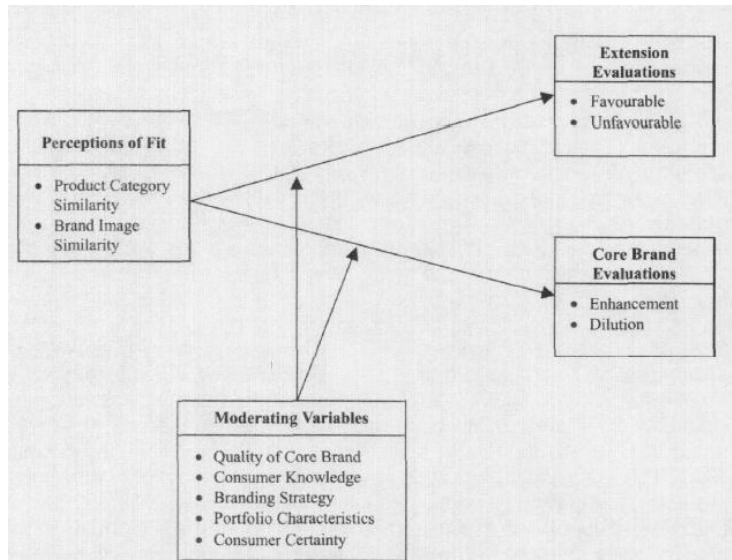 Extension
Evaluations
• Favourable
• Unfavourable
Perceptions of Fit
• Product Category
Similarity
• Brand Image
Similarity
Core Brand
Evaluations
• Enhancement
• Dilution
Moderating Variables
• Quality of Core Brand
• Consumer Knowledge
• Branding Strategy
• Portfolio Characteristics
• Consumer Certainty